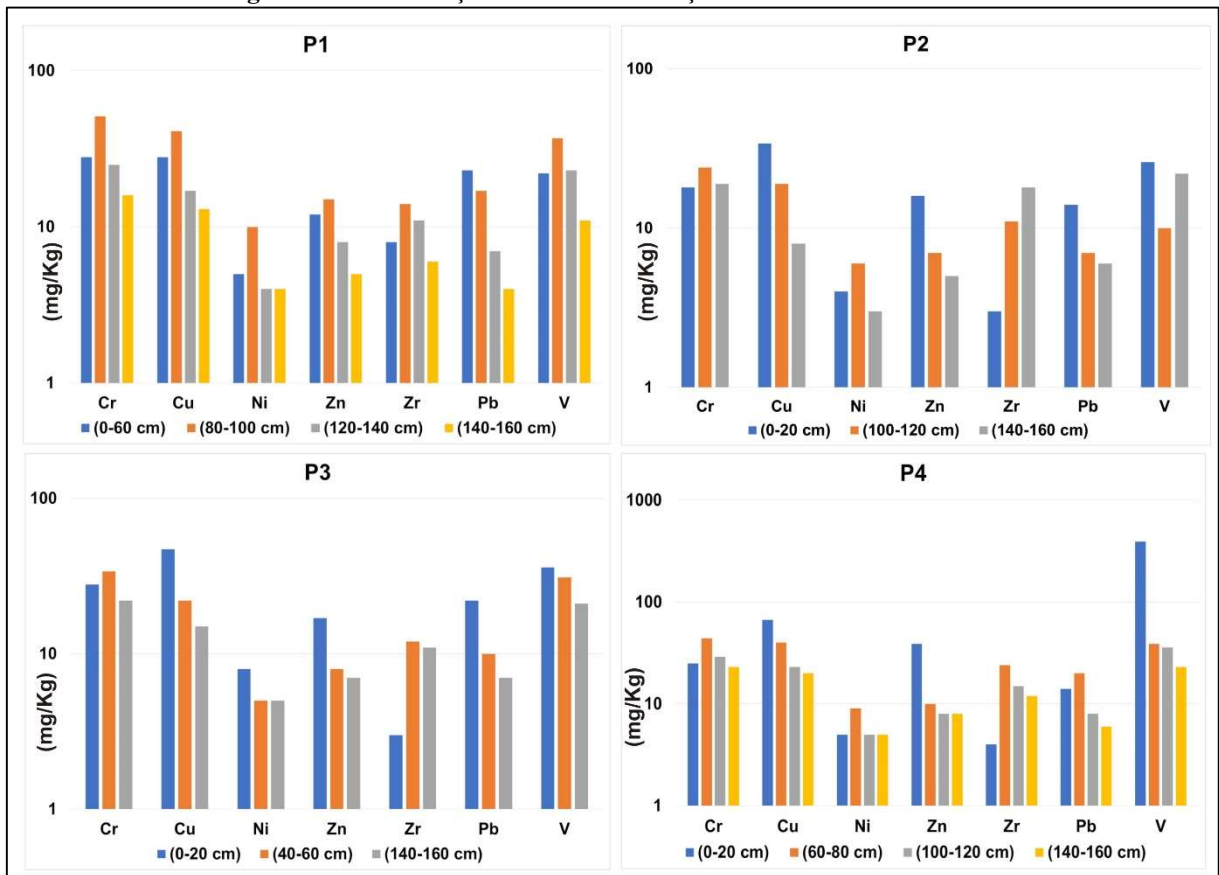 P1
100
10
1
(mg/Kg)
Cr Cu Ni Zn Zr Pb V
(0-60 cm) (80-100 cm) (120-140 cm) (140-160 cm)
P2
100
10
1
(mg/Kg)
Cr Cu Ni Zn Zr Pb V
(0-20 cm) (100-120 cm) (140-160 cm)
P3
100
10
1
(mg/Kg)
Cr Cu Ni Zn Zr Pb V
(0-20 cm) (40-60 cm) (140-160 cm)
P4
1000
100
10
1
(mg/Kg)
Cr Cu Ni Zn Zr Pb V
(0-20 cm) (60-80 cm) (100-120 cm) (140-160 cm)